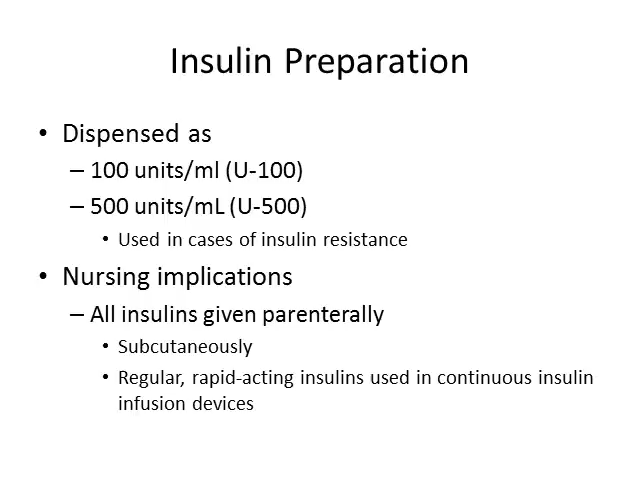 Insulin Preparation
• Dispensed as
– 100 units/ml (U-100)
– 500 units/mL (U-500)
• Used in cases of insulin resistance
• Nursing implications
– All insulins given parenterally
• Subcutaneously
• Regular, rapid-acting insulins used in continuous insulin
infusion devices